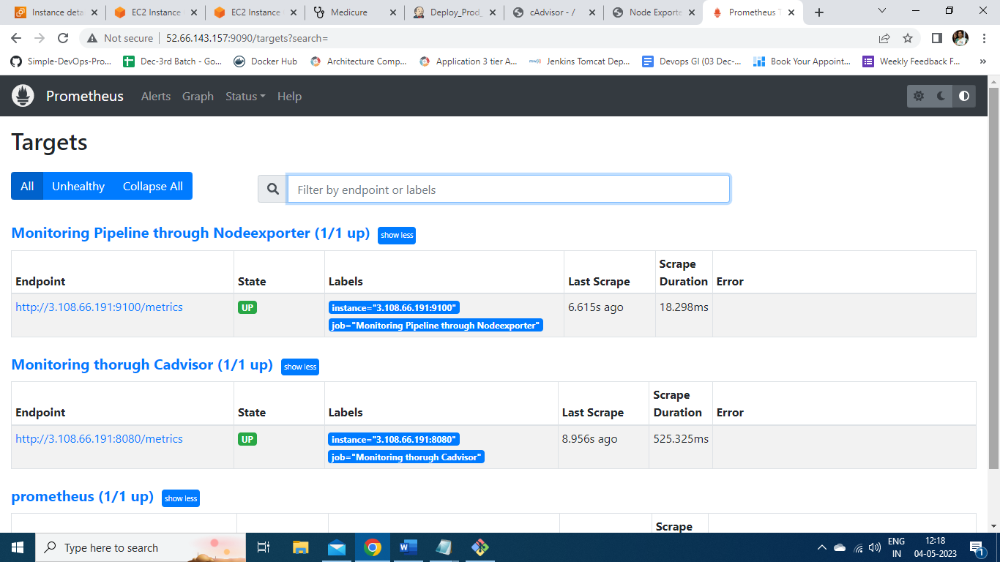 Instance deta
EC2 Instance
EC2 Instance
Medicure
Deploy_Prod_
cAdvisor - /
Node Exporte
Prometheus T
Not secure
52.66.143.157:9090/targets?search=
Simple-DevOps-Pro...
Dec-3rd Batch - Go...
Docker Hub
Architecture Comp...
Application 3 tier A...
Jenkins Tomcat Dep...
Devops GI (03 Dec-...
Book Your Appoint...
Weekly Feedback F...
»
Prometheus
Alerts
Graph
Status
Help
Targets
All
Unhealthy
Collapse All
Filter by endpoint or labels
Monitoring Pipeline through Nodeexporter (1/1 up)
show less
Endpoint
State
Labels
Last Scrape
Scrape
Duration
Error
http://3.108.66.191:9100/metrics
UP
instance="3.108.66.191:9100"
job="Monitoring Pipeline through Nodeexporter"
6.615s ago
18.298ms
Monitoring thorugh Cadvisor (1/1 up)
show less
Endpoint
State
Labels
Last Scrape
Scrape
Duration
Error
http://3.108.66.191:8080/metrics
UP
instance="3.108.66.191:8080"
job="Monitoring thorugh Cadvisor"
8.956s ago
525.325ms
prometheus (1/1 up)
show less
Scrape
Type here to search
ENG
IN
12:18
04-05-2023
1